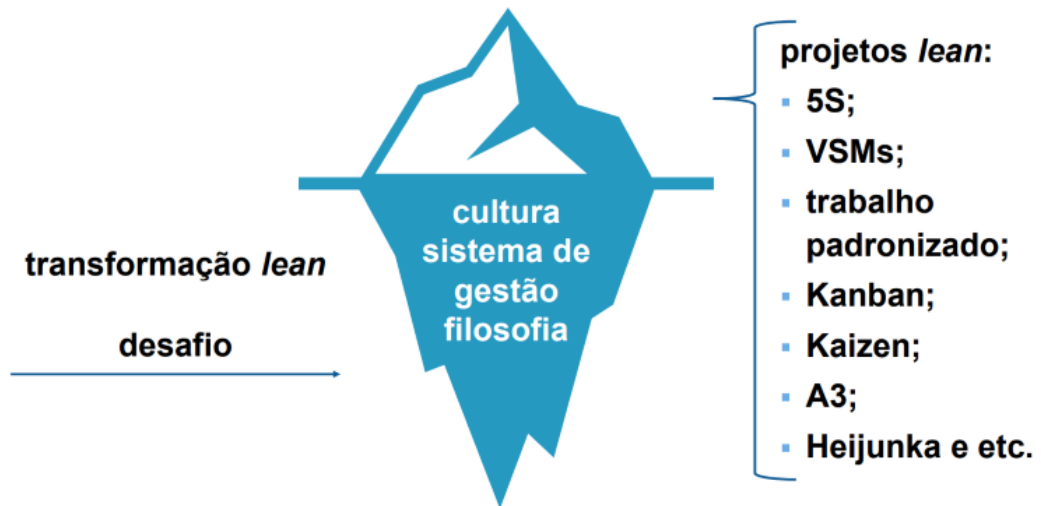 transformação lean
desafio
cultura
sistema de
gestão
filosofia
projetos lean:
▪ 5S;
▪ VSMs;
▪ trabalho
padronizado;
▪ Kanban;
▪ Kaizen;
▪ A3;
▪ Heijunka e etc.